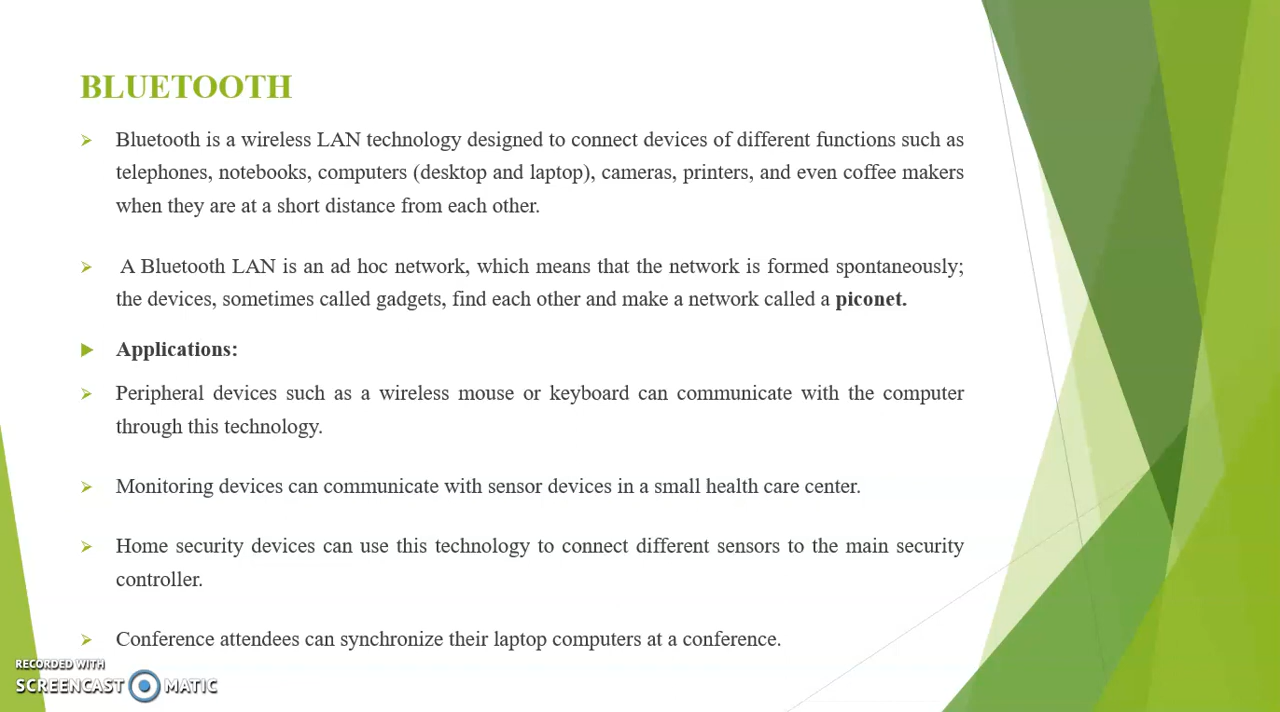 BLUETOOTH
Bluetooth is a wireless LAN technology designed to connect devices of different functions such as
telephones, notebooks, computers (desktop and laptop), cameras, printers, and even coffee makers
when they are at a short distance from each other.
A Bluetooth LAN is an ad hoc network, which means that the network is formed spontaneously;
the devices, sometimes called gadgets, find each other and make a network called a piconet.
Applications:
Peripheral devices such as a wireless mouse or keyboard can communicate with the computer
through this technology.
Monitoring devices can communicate with sensor devices in a small health care center.
Home security devices can use this technology to connect different sensors to the main security
controller.
Conference attendees can synchronize their laptop computers at a conference.
RECORDED WITH
SCREENCAST MATIC